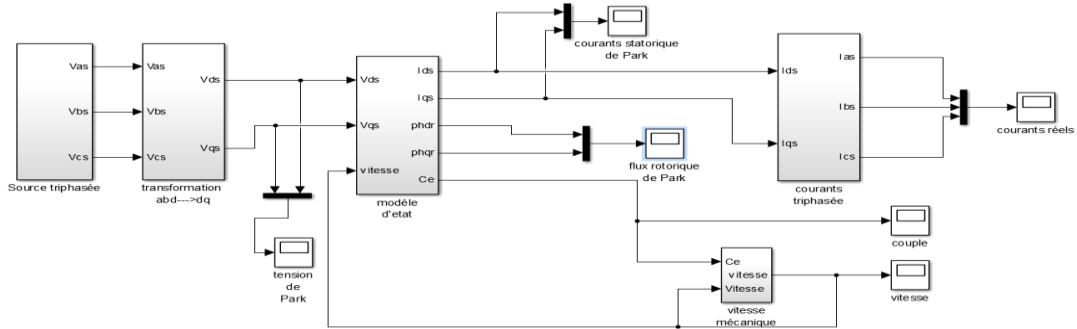 Vas
Vbs
Vcs
Source triphasée
Vas
Vbs
Vcs
Vds
Vqs
transformation
abd--->dq
tension
de
Park
Vds
Vqs
vitesse
Ids
Iqs
phdr
phqr
Ce
modéle
d'etat
courants statorique
de Park
flux rotorique
de Park
Ids
Iqs
Ias
Ibs
Ics
courants
triphasée
courants réels
couple
Ce
vitesse
Vitesse
vitesse
mécanique
vitesse